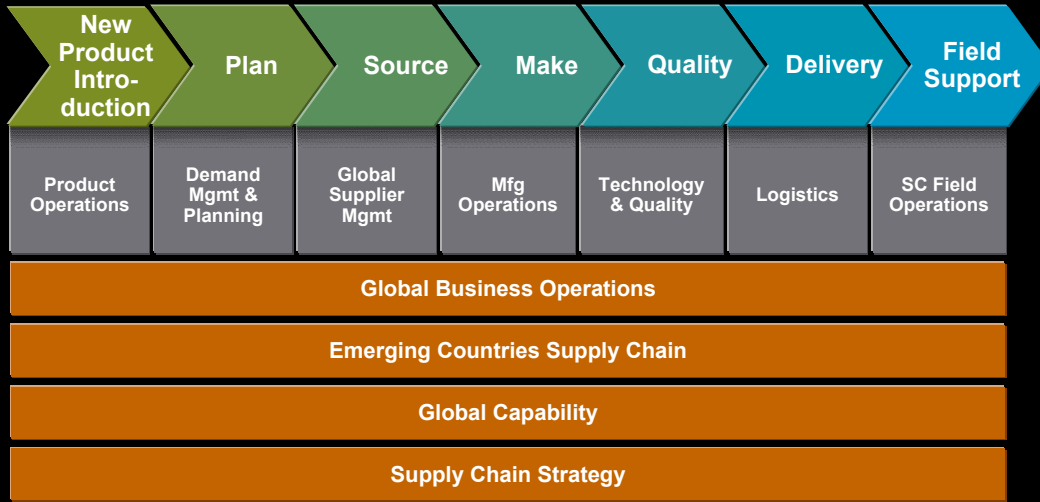 New
Product
Intro-
duction
Plan
Source
Make
Quality
Delivery
Field
Support
Product
Operations
Demand
Mgmt &
Planning
Global
Supplier
Mgmt
Mfg
Operations
Technology
& Quality
Logistics
SC Field
Operations
Global Business Operations
Emerging Countries Supply Chain
Global Capability
Supply Chain Strategy